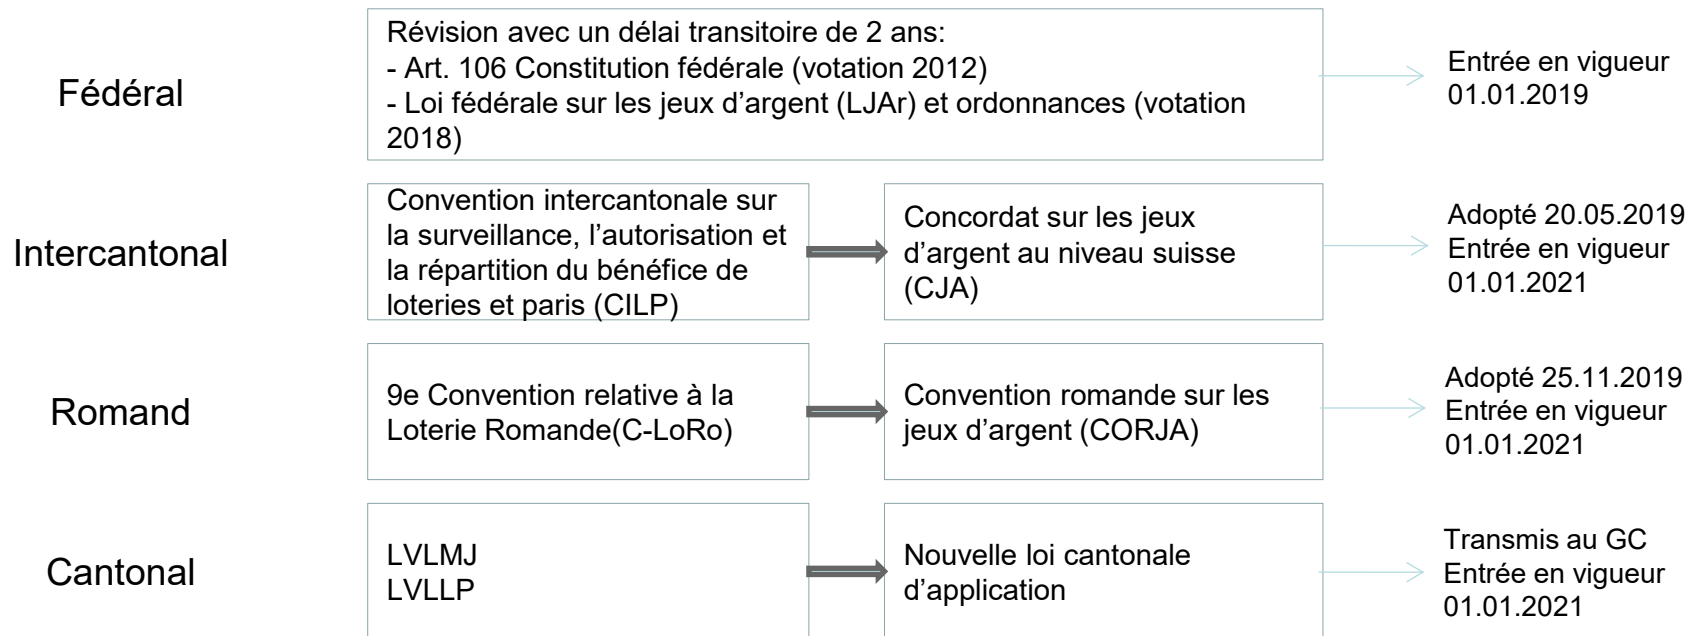 Fédéral
Révision avec un délai transitoire de 2 ans:
- Art. 106 Constitution fédérale (votation 2012)
- Loi fédérale sur les jeux d’argent (LJAr) et ordonnances (votation
2018)
Entrée en vigueur
01.01.2019
Intercantonal
Convention intercantonale sur
la surveillance, l’autorisation et
la répartition du bénéfice de
loteries et paris (CILP)
Concordat sur les jeux
d’argent au niveau suisse
(CJA)
Adopté 20.05.2019
Entrée en vigueur
01.01.2021
Romand
9e Convention relative à la
Loterie Romande(C-LoRo)
Convention romande sur les
jeux d’argent (CORJA)
Adopté 25.11.2019
Entrée en vigueur
01.01.2021
Cantonal
LVLMJ
LVLLP
Nouvelle loi cantonale
d’application
Transmis au GC
Entrée en vigueur
01.01.2021